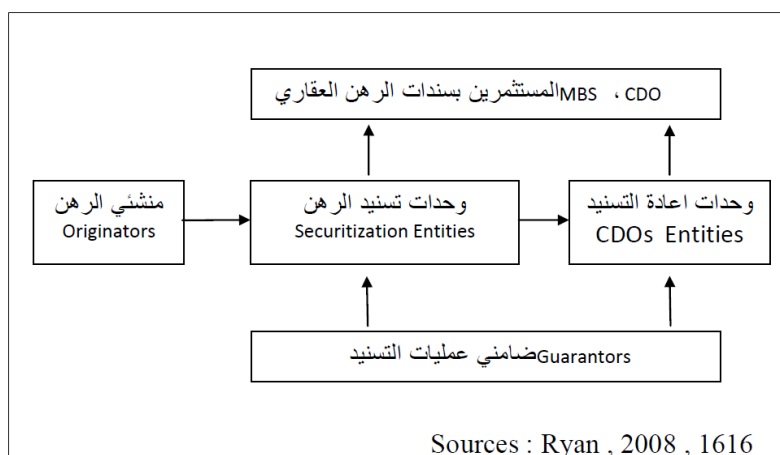 المستثمرين بسندات الرهن العقاري MBS ، CDO
منشئي الرهن
Originators
وحدات تسنيد الرهن
Securitization Entities
وحدات اعادة التسنيد
CDOs Entities
ضامني عمليات التسنيد Guarantors
Sources : Ryan , 2008 , 1616